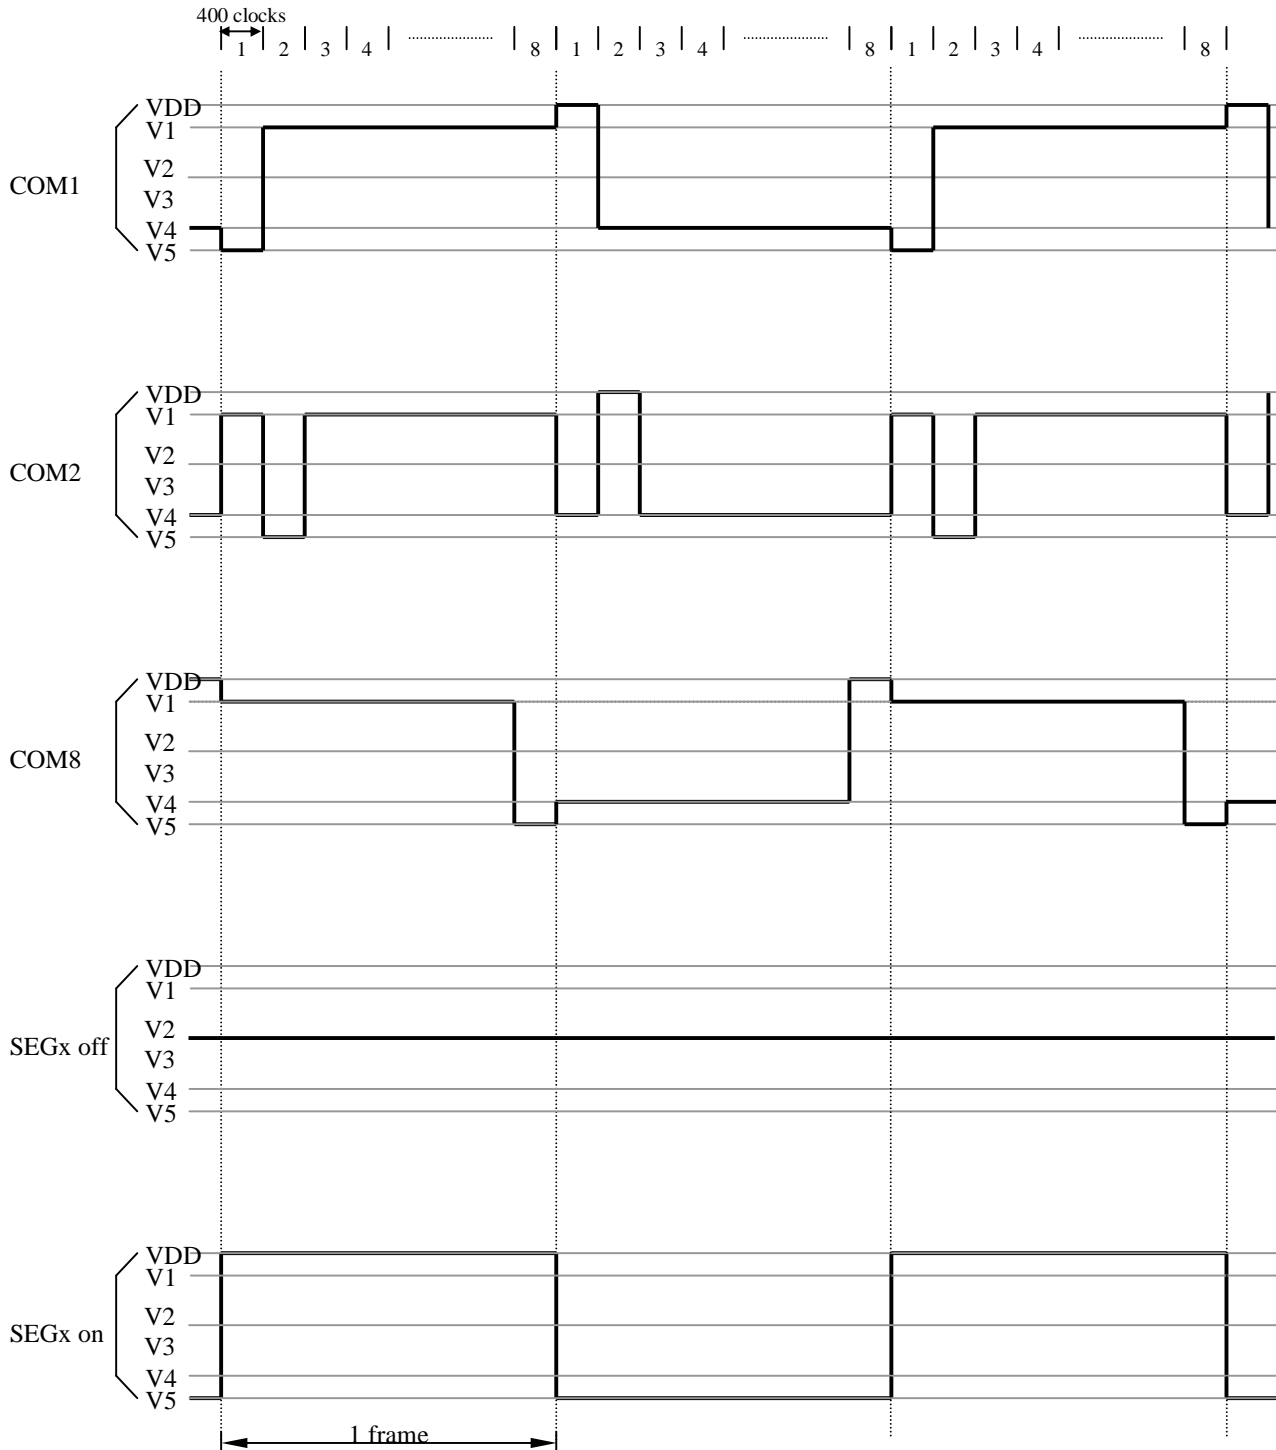 400 clocks
1 2 3 4 ........................ 8 1 2 3 4 ........................ 8 1 2 3 4 ........................ 8
COM1
VDD
V1
V2
V3
V4
V5
COM2
VDD
V1
V2
V3
V4
V5
COM8
VDD
V1
V2
V3
V4
V5
SEGx off
VDD
V1
V2
V3
V4
V5
SEGx on
VDD
V1
V2
V3
V4
V5
1 frame